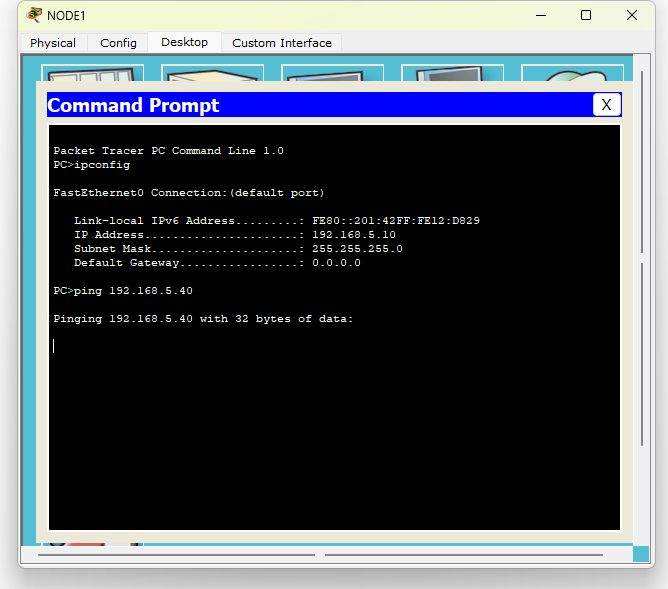 NODE1
Physical Config Desktop Custom Interface
Command Prompt X
Packet Tracer PC Command Line 1.0
PC>ipconfig
FastEthernet0 Connection:(default port)
Link-local IPv6 Address.........: FE80::201:42FF:FE12:D829
IP Address......................: 192.168.5.10
Subnet Mask.....................: 255.255.255.0
Default Gateway.................: 0.0.0.0
PC>ping 192.168.5.40
Pinging 192.168.5.40 with 32 bytes of data: